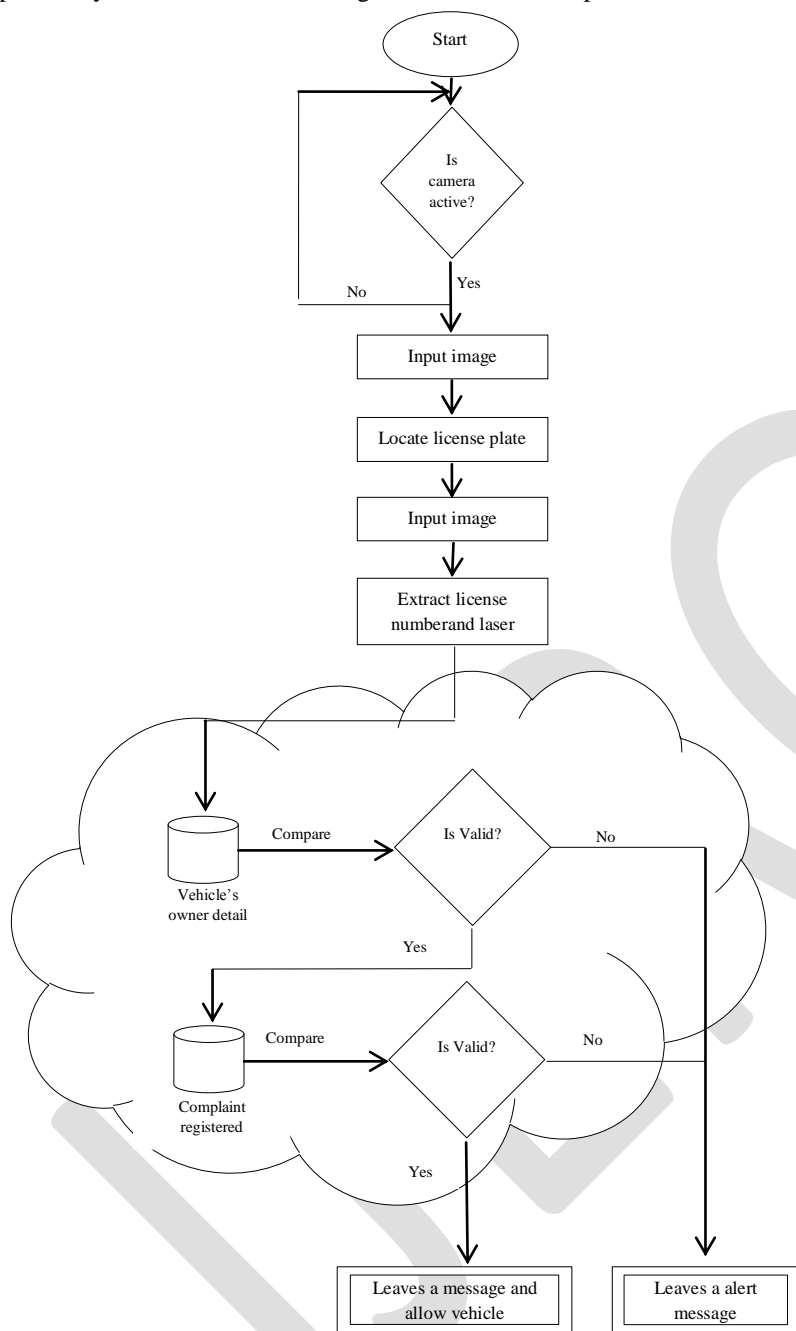 Start
Is
camera
active?
Yes
No
Input image
Locate license plate
Input image
Extract license
numberand laser
Compare
Is Valid?
No
Vehicle's
owner detail
Yes
Compare
Is Valid?
No
Complaint
registered
Yes
Leaves a message and
allow vehicle
Leaves a alert
message